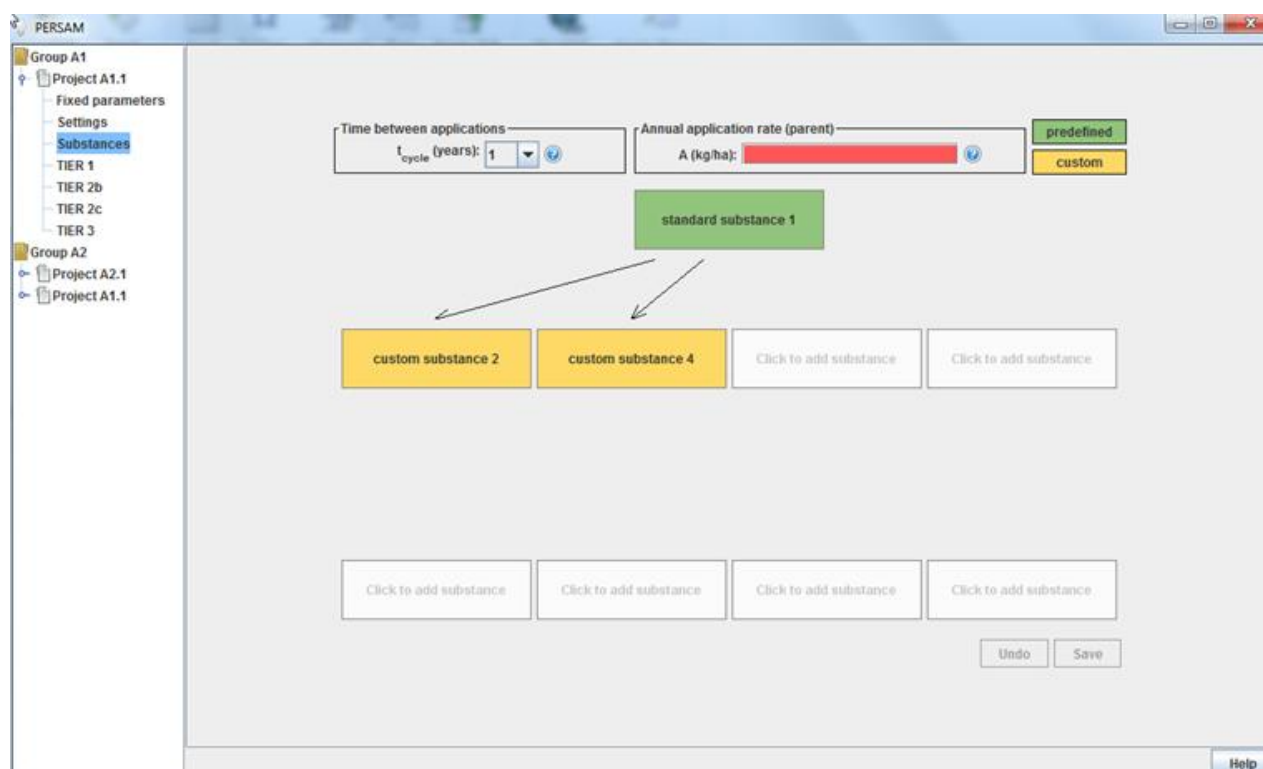 PERSAM
Group A1
Project A1.1
Fixed parameters
Settings
Substances
TIER 1
TIER 2b
TIER 2c
TIER 3
Group A2
Project A2.1
Project A1.1
Time between applications
tcycle (years): 1
Annual application rate (parent)
A (kg/ha):
predefined
custom
standard substance 1
custom substance 2
custom substance 4
Click to add substance
Click to add substance
Click to add substance
Click to add substance
Click to add substance
Click to add substance
Undo
Save
Help